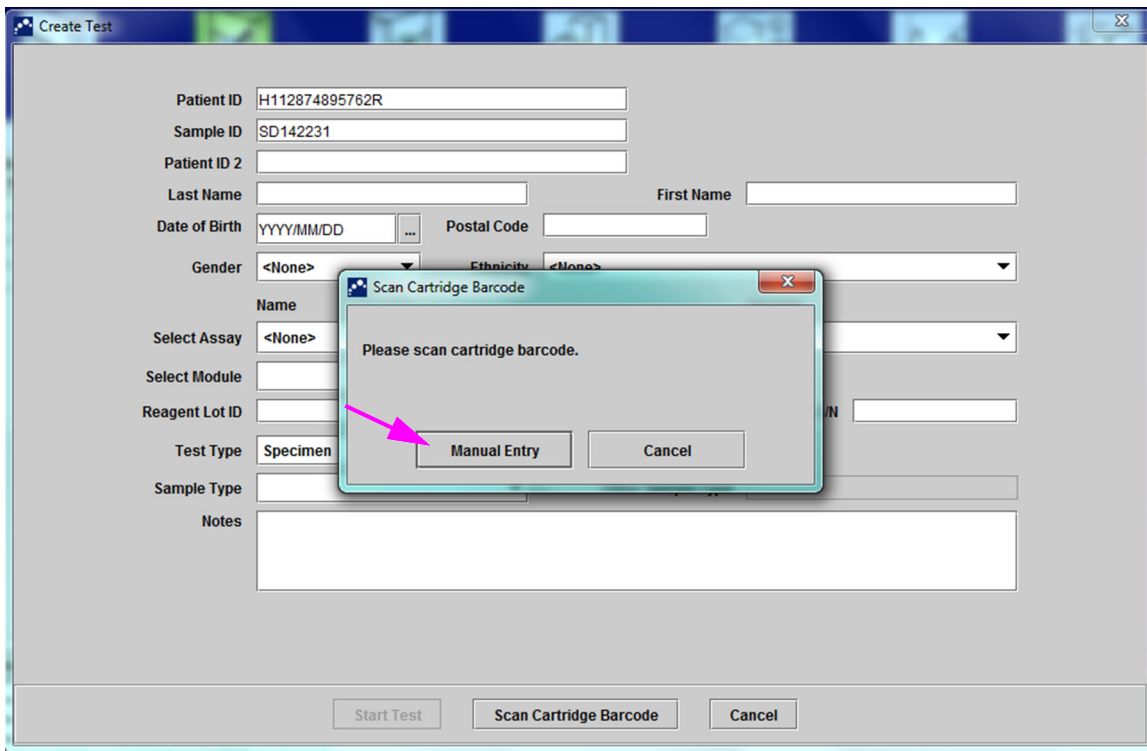 Create Test
Patient ID H112874895762R
Sample ID SD142231
Patient ID 2
Last Name First Name
Date of Birth YYYY/MM/DD ... Postal Code
Gender <None> Ethnicity <None>
Scan Cartridge Barcode
Name
Select Assay <None>
Please scan cartridge barcode.
Select Module
Reagent Lot ID
Test Type Specimen
Manual Entry Cancel
Sample Type
Notes
Start Test Scan Cartridge Barcode Cancel